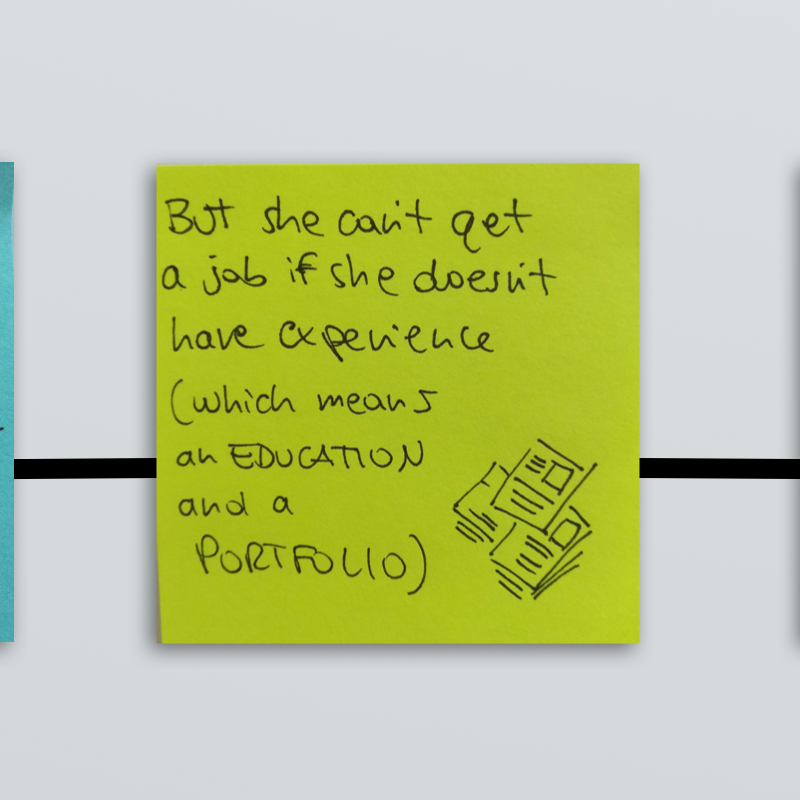 But she can't get
a job if she doesn't
have experience
(which means
an EDUCATION
and a
PORTFOLIO)